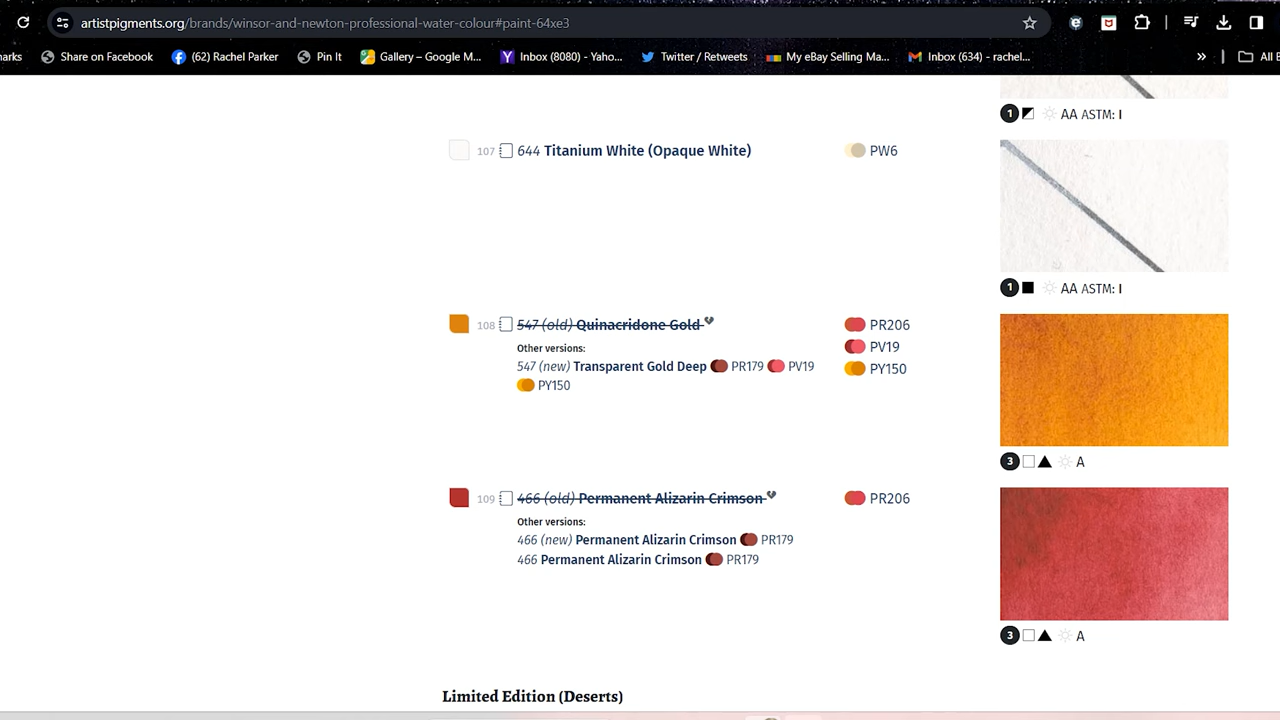 artistpigments.org/brands/winsor-and-newton-professional-water-colour#paint-64xe3
arks Share on Facebook (62) Rachel Parker Pin It Gallery – Google M... Inbox (8080) - Yaho... Twitter / Retweets My eBay Selling Ma... Inbox (634) - rachel... » All E
1 AA ASTM: I
107 644 Titanium White (Opaque White) PW6
1 AA ASTM: I
108 547 (old) Quinacridone Gold PR206
Other versions: PV19
547 (new) Transparent Gold Deep PR179 PV19 PY150
PY150
3 A
109 466 (old) Permanent Alizarin Crimson PR206
Other versions:
466 (new) Permanent Alizarin Crimson PR179
466 Permanent Alizarin Crimson PR179
3 A
Limited Edition (Deserts)